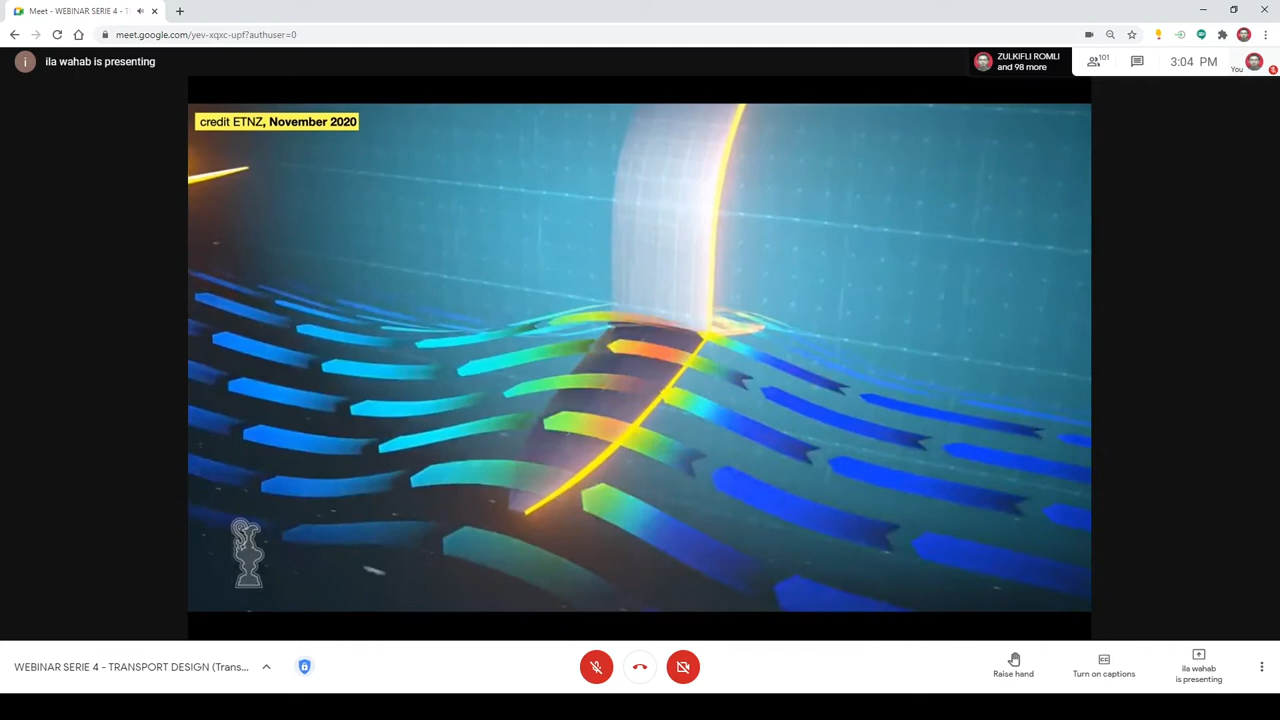 Meet - WEBINAR SERIE 4 - T
meet.google.com/yev-xqxc-upf?authuser=0
i
ila wahab is presenting
ZULKIFLI ROMLI
and 98 more
101
3:04 PM
You
credit ETNZ, November 2020
WEBINAR SERIE 4 - TRANSPORT DESIGN (Trans...
Raise hand
CC
Turn on captions
ila wahab
is presenting